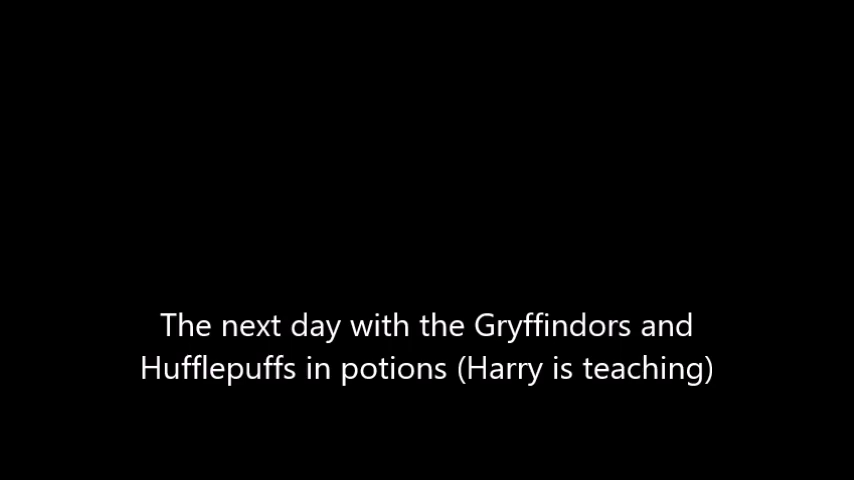 The next day with the Gryffindors and
Hufflepuffs in potions (Harry is teaching)